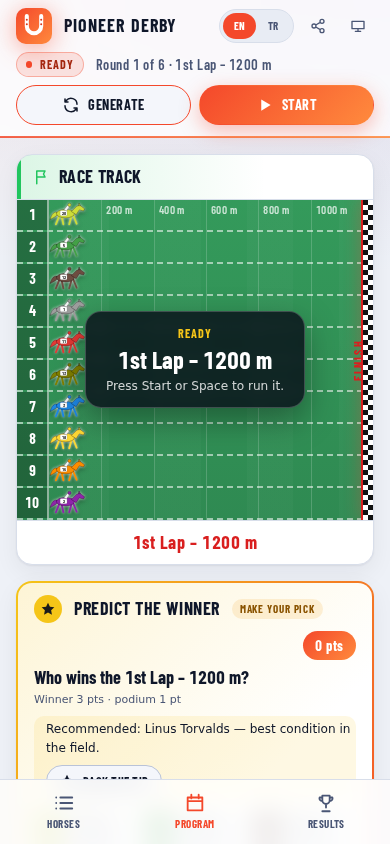 PIONEER DERBY
EN TR
READY
Round 1 of 6 · 1st Lap – 1200 m
GENERATE
START
RACE TRACK
200 m 400 m 600 m 800 m 1000 m
1
2
3
4
5
6
7
8
9
10
FINISH
READY
1st Lap – 1200 m
Press Start or Space to run it.
1st Lap – 1200 m
PREDICT THE WINNER
MAKE YOUR PICK
0 pts
Who wins the 1st Lap – 1200 m?
Winner 3 pts · podium 1 pt
Recommended: Linus Torvalds — best condition in
the field.
BACK THE TIP
HORSES
PROGRAM
RESULTS